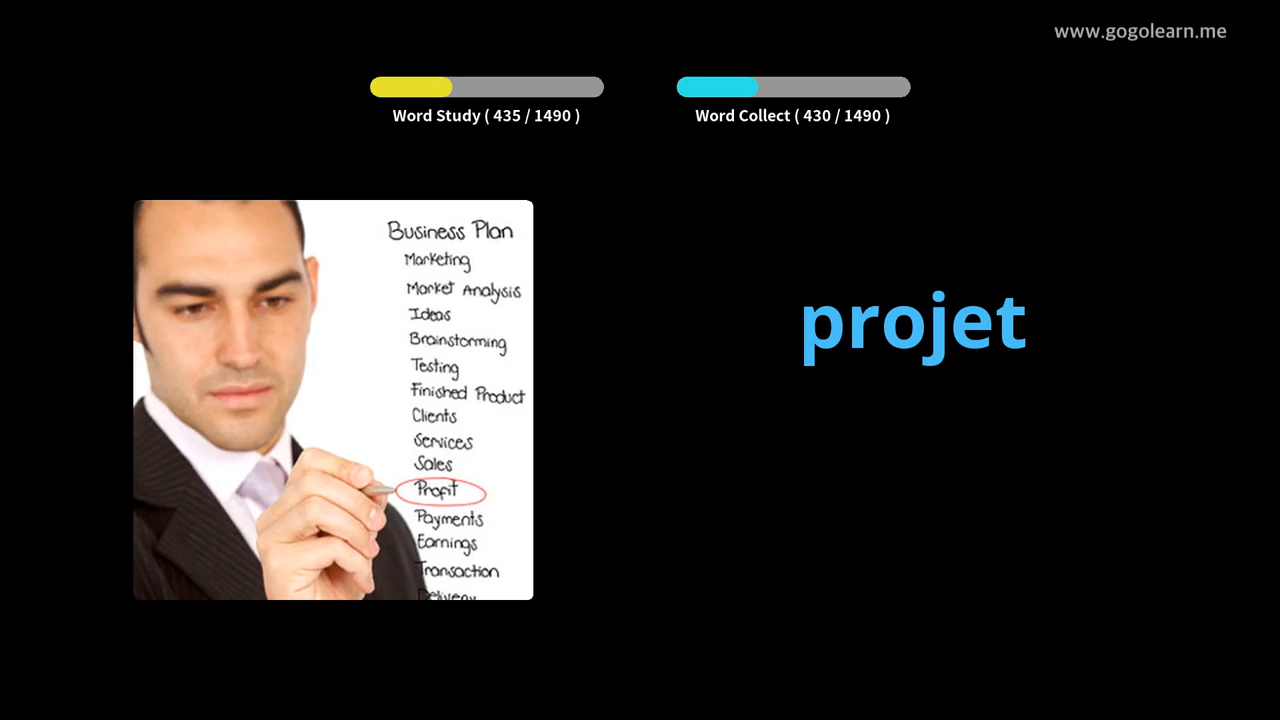 www.gogolearn.me
Word Study ( 435 / 1490 )
Word Collect ( 430 / 1490 )
Business Plan
Marketing
Market Analysis
Ideas
Brainstorming
Testing
Finished Product
Clients
Services
Sales
Profit
Payments
Earnings
Transaction
Delivery
projet